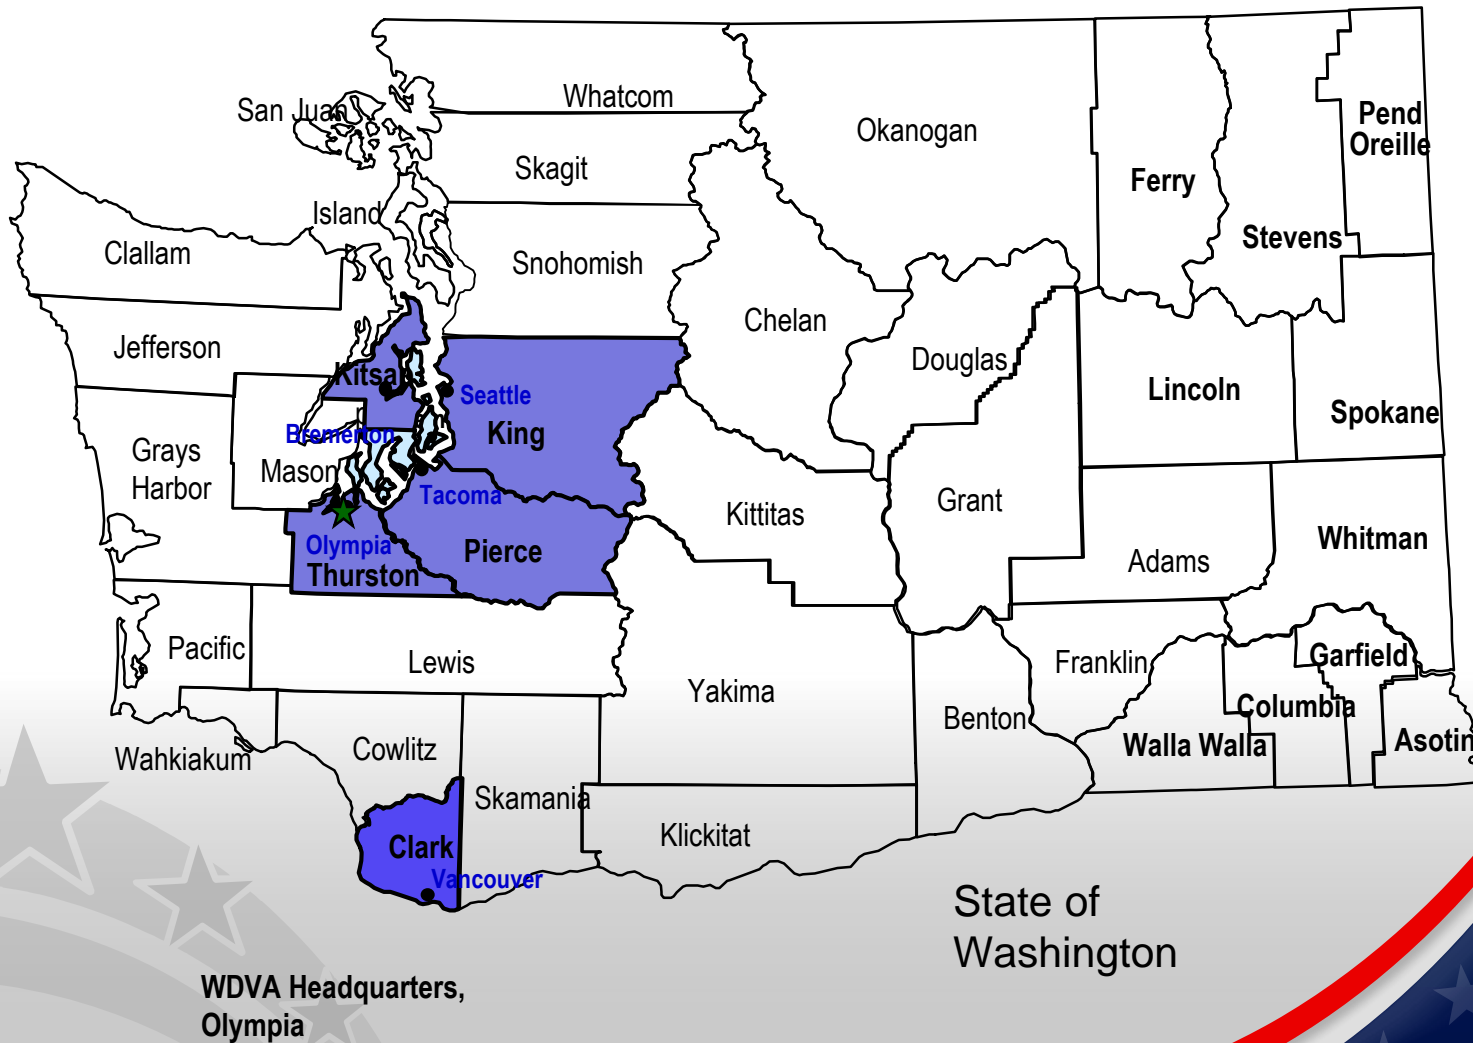 Whatcom
San Juan
Okanogan
Pend
Oreille
Skagit
Ferry
Island
Stevens
Clallam
Snohomish
Chelan
Jefferson
Douglas
Kitsap
Lincoln
Seattle
Spokane
King
Bremerton
Grays
Harbor
Mason
Tacoma
Grant
Kittitas
Whitman
Olympia
Pierce
Adams
Thurston
Pacific
Lewis
Franklin
Garfield
Yakima
Benton
Columbia
Walla Walla
Asotin
Wahkiakum
Cowlitz
Skamania
Klickitat
Clark
Vancouver
State of
Washington
WDVA Headquarters,
Olympia